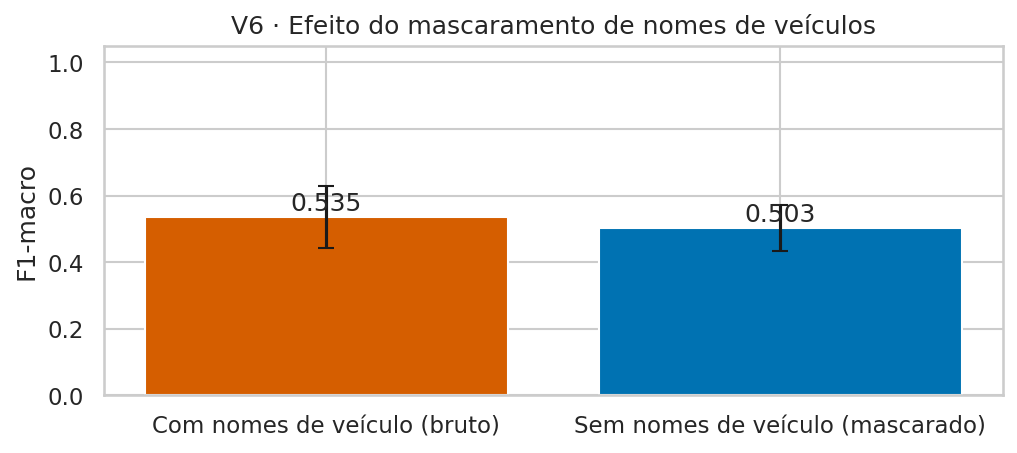 V6 · Efeito do mascaramento de nomes de veículos
F1-macro
1.0
0.8
0.6
0.4
0.2
0.0
0.535
0.503
Com nomes de veículo (bruto)
Sem nomes de veículo (mascarado)